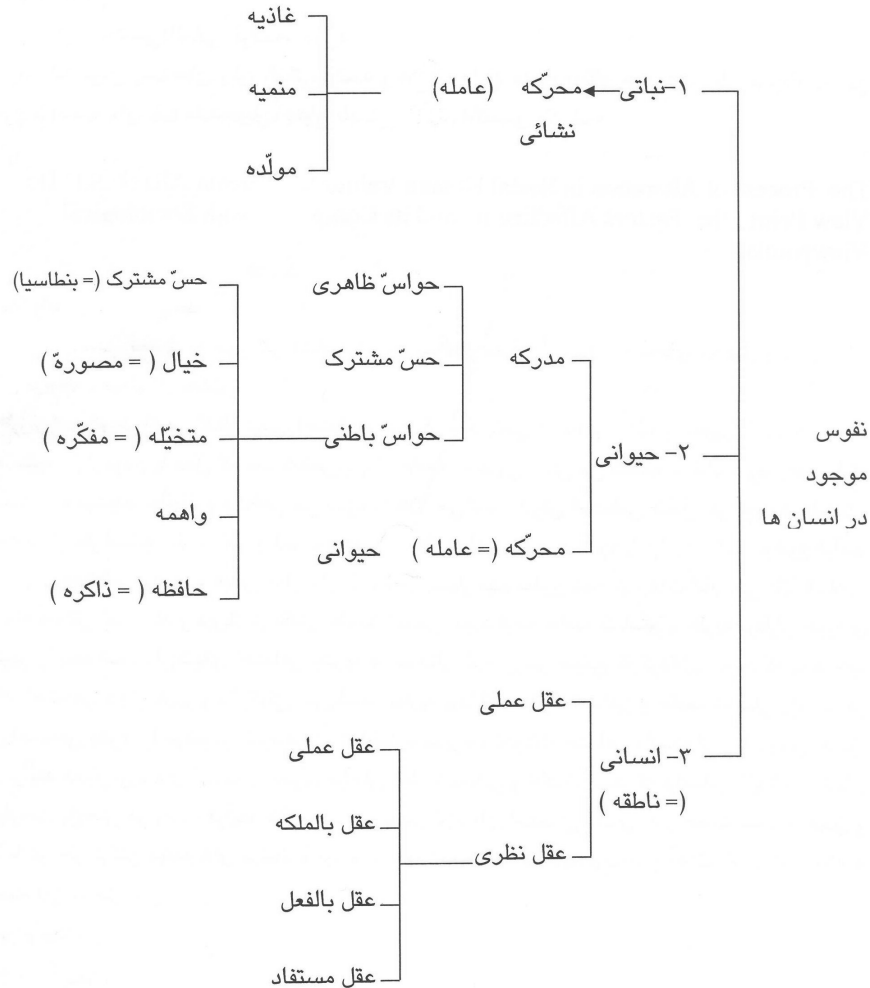 نفوس
موجود
در انسان ها
۱-نباتی
محرّکه (عامله)
نشائی
غاذیه
منمیه
مولّده
۲- حیوانی
مدرکه
حواسّ ظاهری
حسّ مشترک
حواسّ باطنی
حسّ مشترک (= بنطاسیا)
خیال ( = مصورهّ )
متخیّله ( = مفکّره )
واهمه
حافظه ( = ذاکره )
محرّکه (= عامله ) حیوانی
۳- انسانی
(= ناطقه )
عقل عملی
عقل نظری
عقل عملی
عقل بالملکه
عقل بالفعل
عقل مستفاد